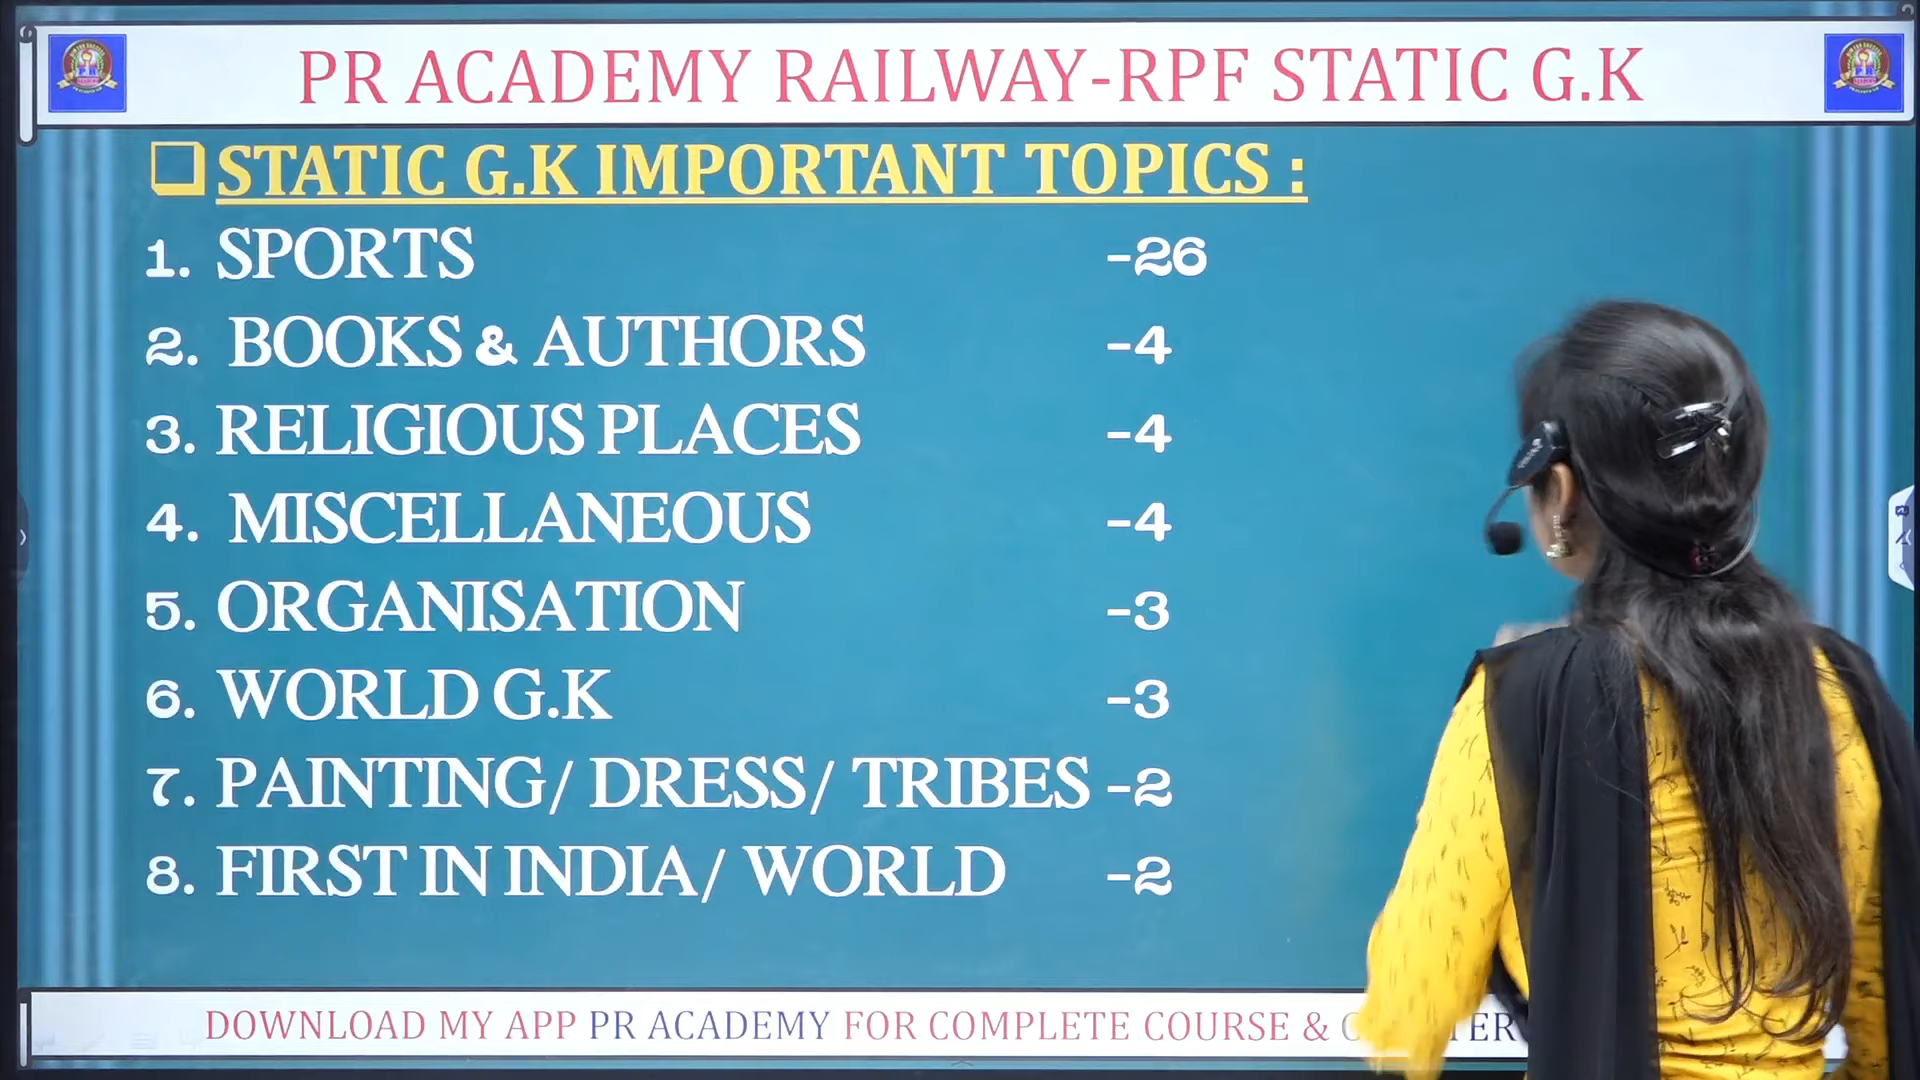 PR ACADEMY RAILWAY-RPF STATIC G.K
STATIC G.K IMPORTANT TOPICS :
1. SPORTS -26
2. BOOKS & AUTHORS -4
3. RELIGIOUS PLACES -4
4. MISCELLANEOUS -4
5. ORGANISATION -3
6. WORLD G.K -3
7. PAINTING/ DRESS/ TRIBES -2
8. FIRST IN INDIA/ WORLD -2
DOWNLOAD MY APP PR ACADEMY FOR COMPLETE COURSE &